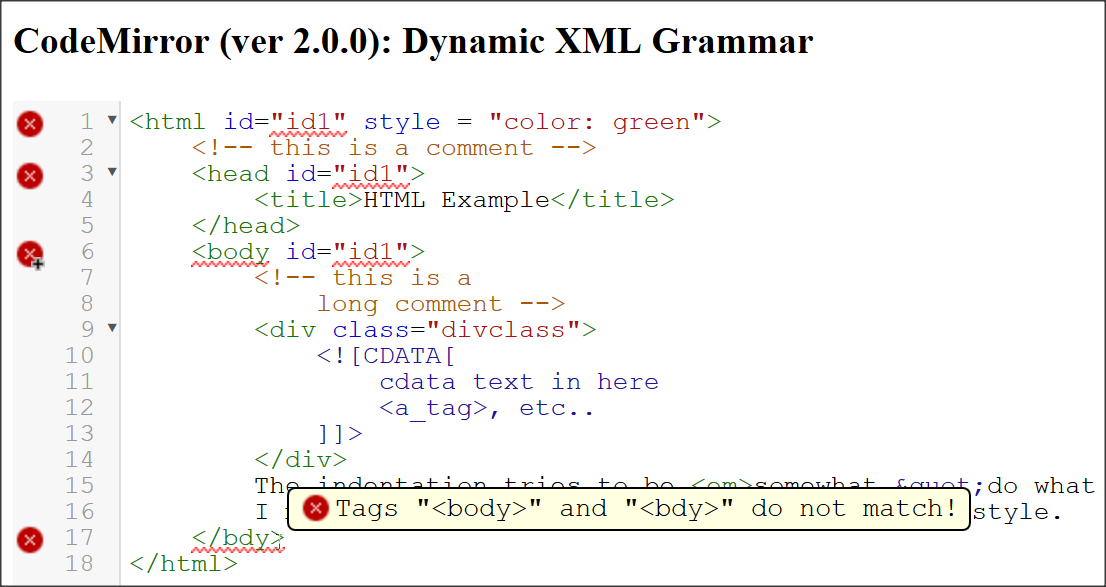 CodeMirror (ver 2.0.0): Dynamic XML Grammar
1 <html id="id1" style = "color: green">
2 <!-- this is a comment -->
3 <head id="id1">
4 <title>HTML Example</title>
5 </head>
6 <body id="id1">
7 <!-- this is a
8 long comment -->
9 <div class="divclass">
10 <![CDATA[
11 cdata text in here
12 <a_tag>, etc..
13 ]]>
14 </div>
15 The indentation tries to be <em>somowhat &quot;do what
16 I style.
Tags "<body>" and "<bdy>" do not match!
17 </bdy>
18 </html>